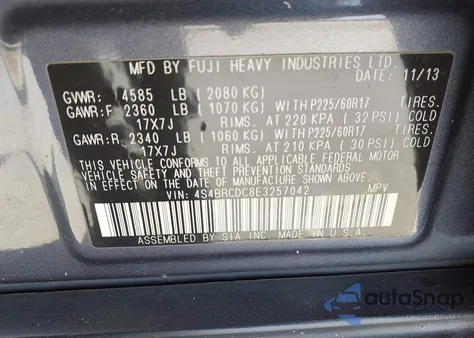 MFD BY FUJI HEAVY INDUSTRIES LTD.
DATE: 11/13
GVWR: 4585 LB (2080 KG)
GAWR:F 2360 LB (1070 KG) WITH P225/60R17 TIRES.
17X7J RIMS. AT 220 KPA (32 PSI) COLD
GAWR:R 2340 LB (1060 KG) WITH P225/60R17 TIRES.
17X7J RIMS. AT 210 KPA (30 PSI) COLD
THIS VEHICLE CONFORMS TO ALL APPLICABLE FEDERAL MOTOR
VEHICLE SAFETY AND THEFT PREVENTION STANDARDS IN
EFFECT ON THE DATE OF MANUFACTURE SHOWN ABOVE.
VIN: 4S4BRCDC8E3257042 MPV
ASSEMBLED BY SIA INC. MADE IN U.S.A.
autoSnap